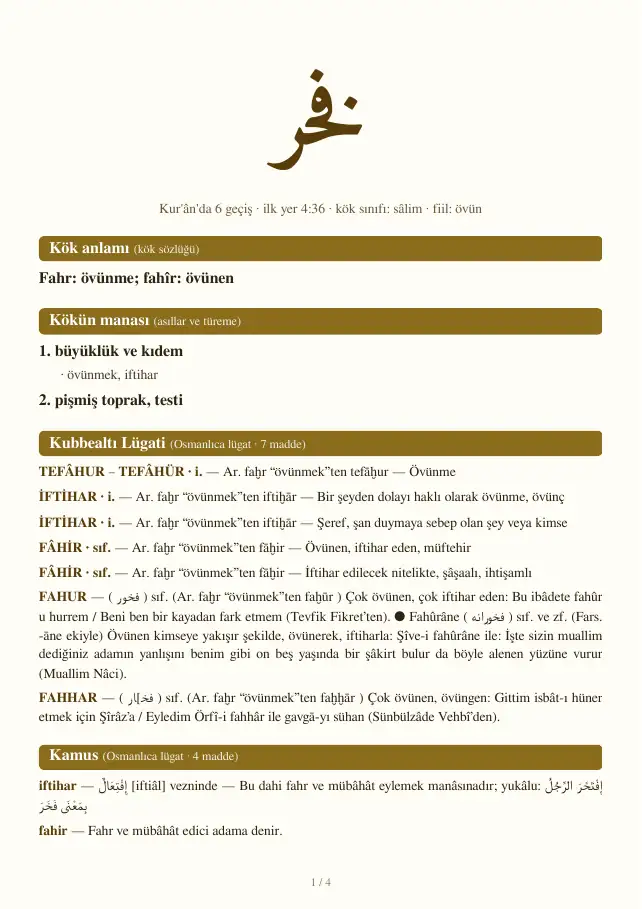 فخر
Kur'ân'da 6 geçiş · ilk yer 4:36 · kök sınıfı: sâlim · fiil: övün
Kök anlamı (kök sözlüğü)
Fahr: övünme; fahîr: övünen
Kökün manası (asıllar ve türeme)
1. büyüklük ve kıdem
· övünmek, iftihar
2. pişmiş toprak, testi
Kubbealtı Lügati (Osmanlıca lügat · 7 madde)
TEFÂHUR – TEFÂHÜR · i. — Ar. faḫr “övünmek”ten tefāḫur — Övünme
İFTİHAR · i. — Ar. faḫr “övünmek”ten iftiḫār — Bir şeyden dolayı haklı olarak övünme, övünç
İFTİHAR · i. — Ar. faḫr “övünmek”ten iftiḫār — Şeref, şan duymaya sebep olan şey veya kimse
FÂHİR · sıf. — Ar. faḫr “övünmek”ten fāḫir — Övünen, iftihar eden, müftehir
FÂHİR · sıf. — Ar. faḫr “övünmek”ten fāḫir — İftihar edilecek nitelikte, şâşaalı, ihtişamlı
FAHUR — ( فخور ) sıf. (Ar. faḫr “övünmek”ten faḫūr ) Çok övünen, çok iftihar eden: Bu ibâdete fahûr
u hurrem / Beni ben bir kayadan fark etmem (Tevfik Fikret’ten). ● Fahûrâne ( فخورانه ) sıf. ve zf. (Fars.
-āne ekiyle) Övünen kimseye yakışır şekilde, övünerek, iftiharla: Şîve-i fahûrâne ile: İşte sizin muallim
dediğiniz adamın yanlışını benim gibi on beş yaşında bir şâkirt bulur da böyle alenen yüzüne vurur
(Muallim Nâci).
FAHHAR — ( فخّار ) sıf. (Ar. faḫr “övünmek”ten faḫḫār ) Çok övünen, övüngen: Gittim isbât-ı hüner
etmek için Şîrâz’a / Eyledim Örfî-i fahhâr ile gavgā-yı sühan (Sünbülzâde Vehbî’den).
Kamus (Osmanlıca lügat · 4 madde)
iftihar — إِفْتِعَالٌ [iftiâl] vezninde — Bu dahi fahr ve mübâhât eylemek manâsınadır; yukâlu: إِفْتَخَرَ الرَّجُلُ
بِمَعْنَى فَخَرَ
fahir — Fahr ve mübâhât edici adama denir.
1 / 4